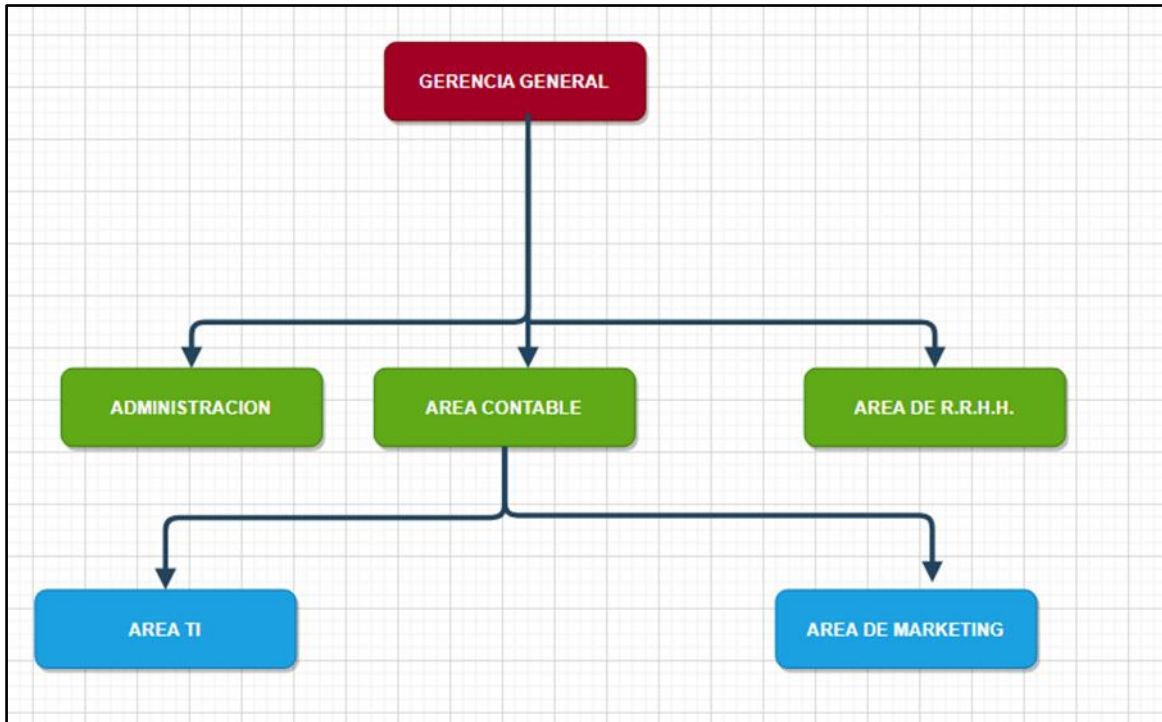 GERENCIA GENERAL
ADMINISTRACION
AREA CONTABLE
AREA DE R.R.H.H.
AREA TI
AREA DE MARKETING